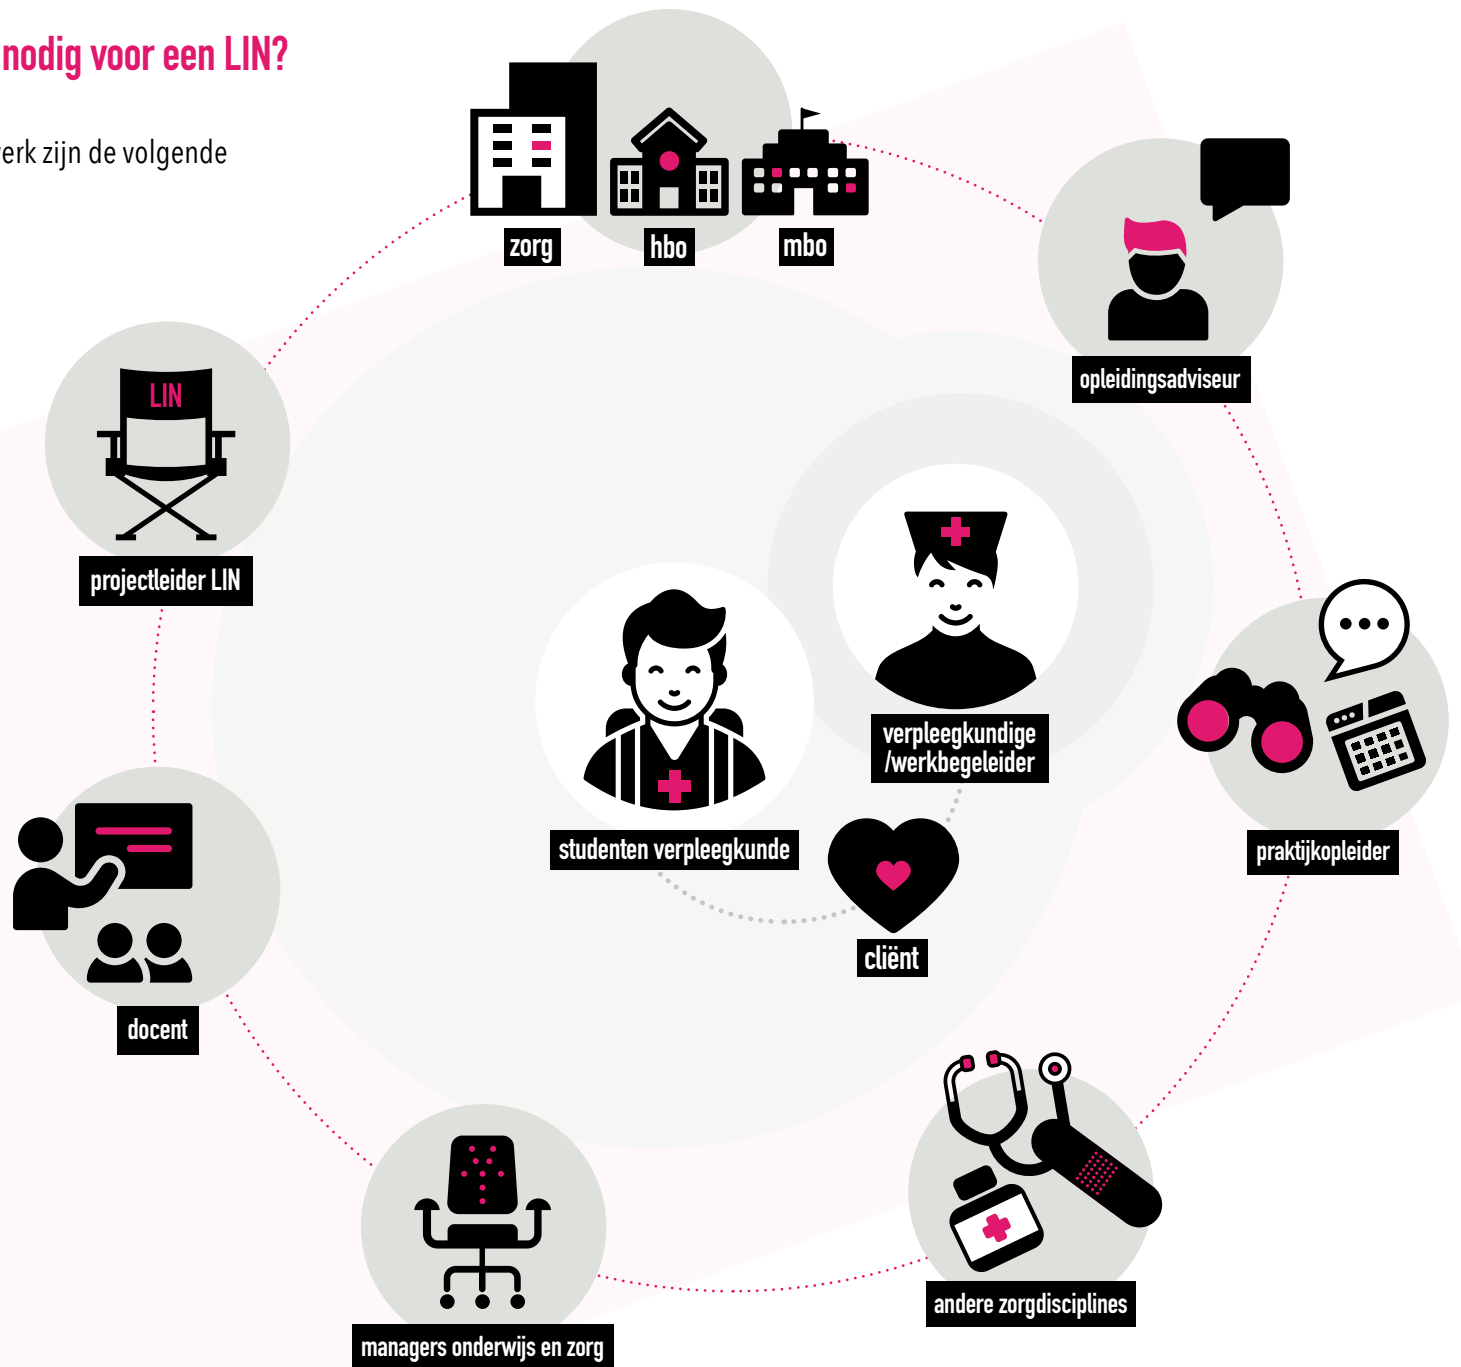 nodig voor een LIN?
erk zijn de volgende
zorg
hbo
mbo
opleidingsadviseur
LIN
projectleider LIN
verpleegkundige
/werkbegeleider
studenten verpleegkunde
praktijkopleider
cliënt
docent
andere zorgdisciplines
managers onderwijs en zorg